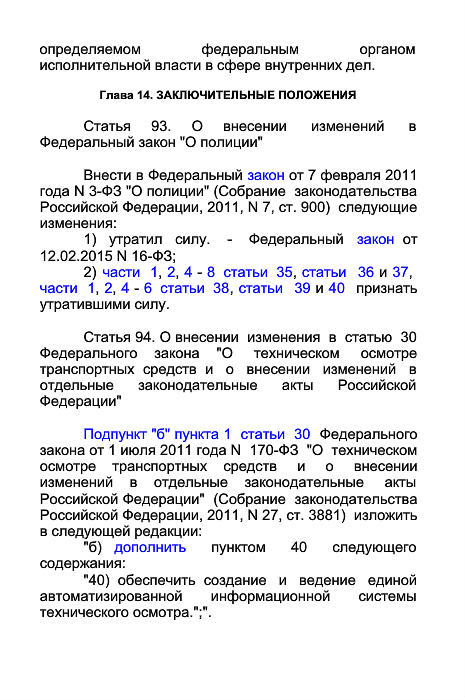 определяемом федеральным органом
исполнительной власти в сфере внутренних дел.
Глава 14. ЗАКЛЮЧИТЕЛЬНЫЕ ПОЛОЖЕНИЯ
Статья 93. О внесении изменений в
Федеральный закон "О полиции"
Внести в Федеральный закон от 7 февраля 2011
года N 3-ФЗ "О полиции" (Собрание законодательства
Российской Федерации, 2011, N 7, ст. 900) следующие
изменения:
1) утратил силу. - Федеральный закон от
12.02.2015 N 16-ФЗ;
2) части 1, 2, 4 - 8 статьи 35, статьи 36 и 37,
части 1, 2, 4 - 6 статьи 38, статьи 39 и 40 признать
утратившими силу.
Статья 94. О внесении изменения в статью 30
Федерального закона "О техническом осмотре
транспортных средств и о внесении изменений в
отдельные законодательные акты Российской
Федерации"
Подпункт "б" пункта 1 статьи 30 Федерального
закона от 1 июля 2011 года N 170-ФЗ "О техническом
осмотре транспортных средств и о внесении
изменений в отдельные законодательные акты
Российской Федерации" (Собрание законодательства
Российской Федерации, 2011, N 27, ст. 3881) изложить
в следующей редакции:
"б) дополнить пунктом 40 следующего
содержания:
"40) обеспечить создание и ведение единой
автоматизированной информационной системы
технического осмотра.";".